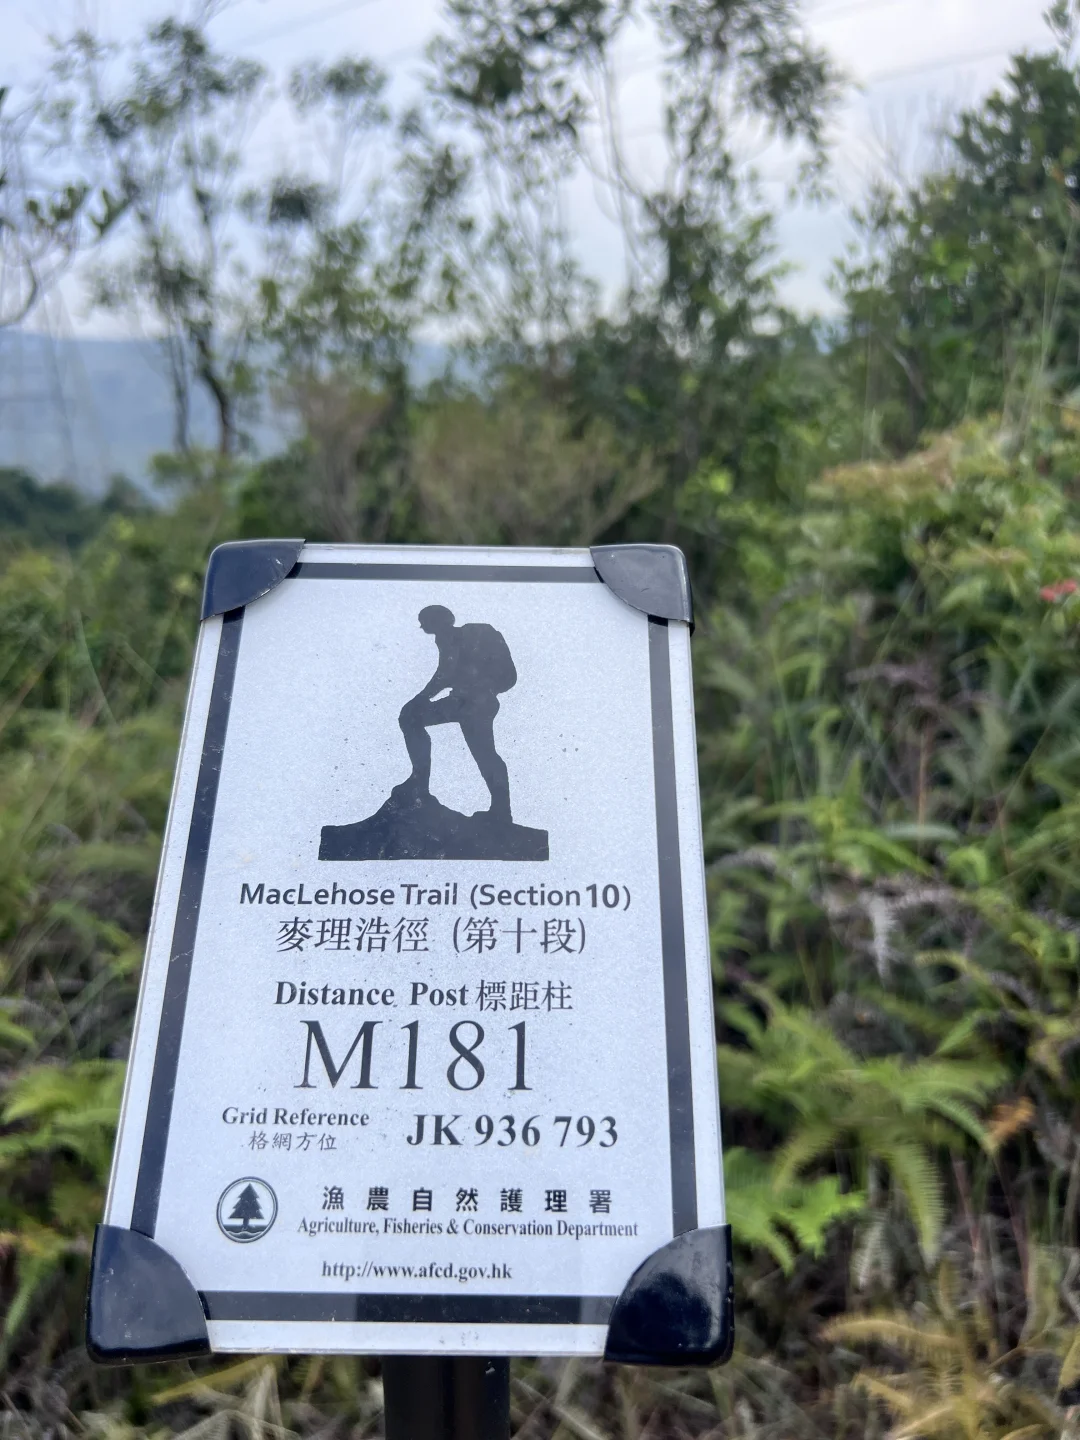 MacLehose Trail (Section 10)
麥理浩徑 (第十段)
Distance Post 標距柱
M181
Grid Reference JK 936 793
格網方位
漁農自然護理署
Agriculture, Fisheries & Conservation Department
http://www.afcd.gov.hk